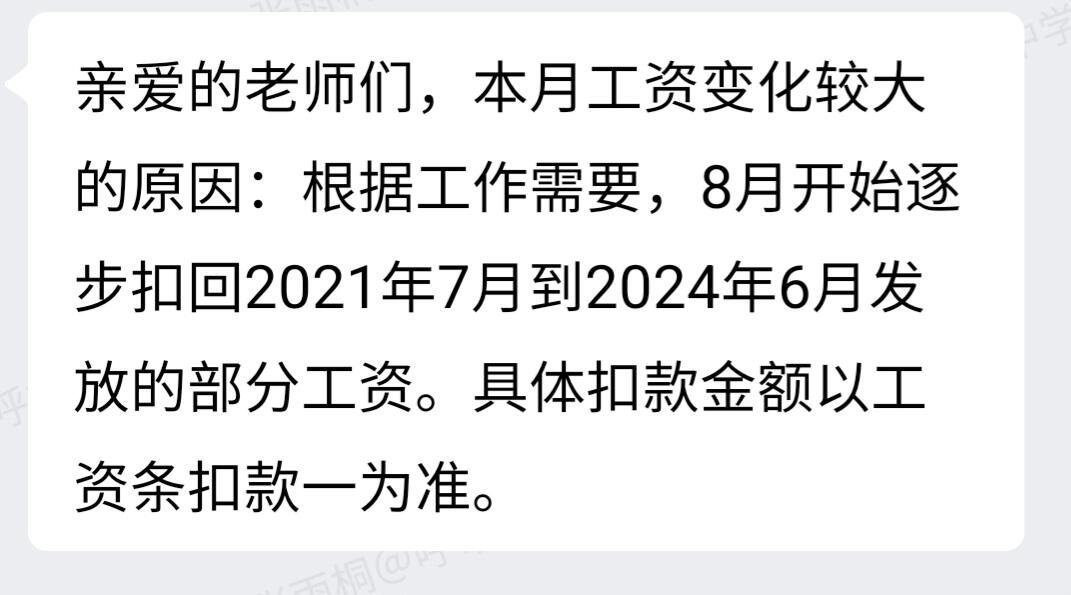 亲爱的老师们，本月工资变化较大
的原因：根据工作需要，8月开始逐
步扣回2021年7月到2024年6月发
放的部分工资。具体扣款金额以工
资条扣款一为准。